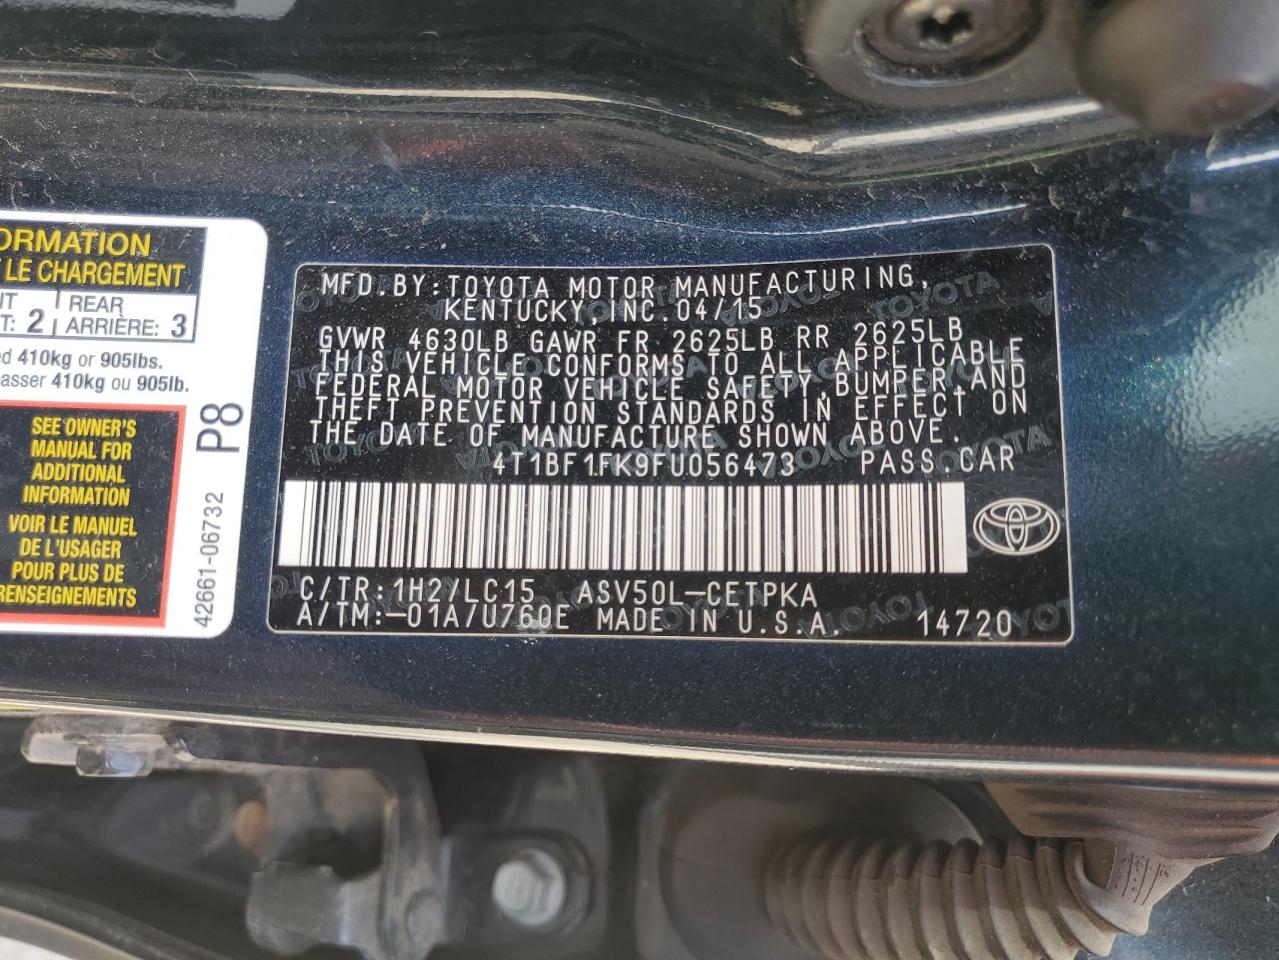 ORMATION
LE CHARGEMENT
NT
T: 2
REAR
ARRIÈRE: 3
ed 410kg or 905lbs.
passer 410kg ou 905lb.
SEE OWNER'S
MANUAL FOR
ADDITIONAL
INFORMATION
VOIR LE MANUEL
DE L'USAGER
POUR PLUS DE
RENSEIGNEMENTS
P8
42661-06732
MFD.BY:TOYOTA MOTOR MANUFACTURING,
KENTUCKY,INC.04/15
GVWR 4630LB GAWR FR 2625LB RR 2625LB
THIS VEHICLE CONFORMS TO ALL APPLICABLE
FEDERAL MOTOR VEHICLE SAFETY,BUMPER,AND
THEFT PREVENTION STANDARDS IN EFFECT ON
THE DATE OF MANUFACTURE SHOWN ABOVE.
4T1BF1FK9FU056473 PASS.CAR
C/TR:1H2/LC15 ASV50L-CETPKA
A/TM:-01A/U760E MADE IN U.S.A. 14720